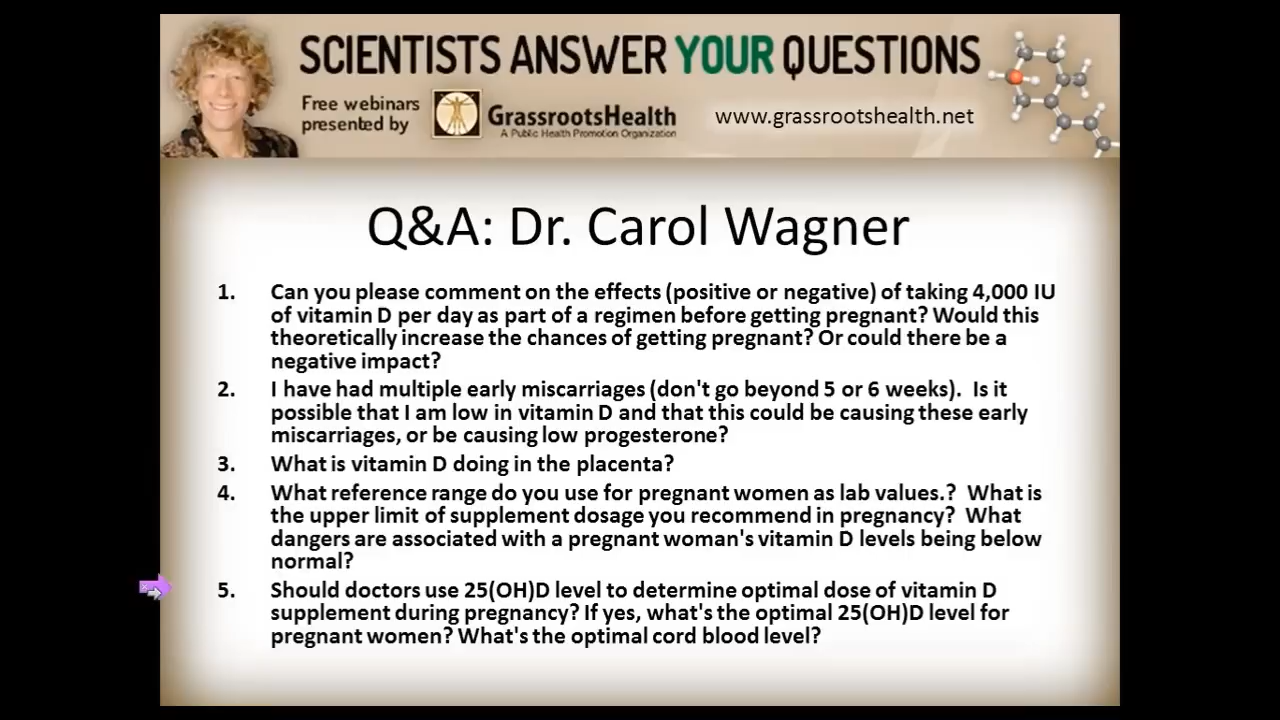 SCIENTISTS ANSWER YOUR QUESTIONS
Free webinars
presented by
GrassrootsHealth
A Public Health Promotion Organization
www.grassrootshealth.net
Q&A: Dr. Carol Wagner
1. Can you please comment on the effects (positive or negative) of taking 4,000 IU
of vitamin D per day as part of a regimen before getting pregnant? Would this
theoretically increase the chances of getting pregnant? Or could there be a
negative impact?
2. I have had multiple early miscarriages (don't go beyond 5 or 6 weeks). Is it
possible that I am low in vitamin D and that this could be causing these early
miscarriages, or be causing low progesterone?
3. What is vitamin D doing in the placenta?
4. What reference range do you use for pregnant women as lab values.? What is
the upper limit of supplement dosage you recommend in pregnancy? What
dangers are associated with a pregnant woman's vitamin D levels being below
normal?
5. Should doctors use 25(OH)D level to determine optimal dose of vitamin D
supplement during pregnancy? If yes, what's the optimal 25(OH)D level for
pregnant women? What's the optimal cord blood level?